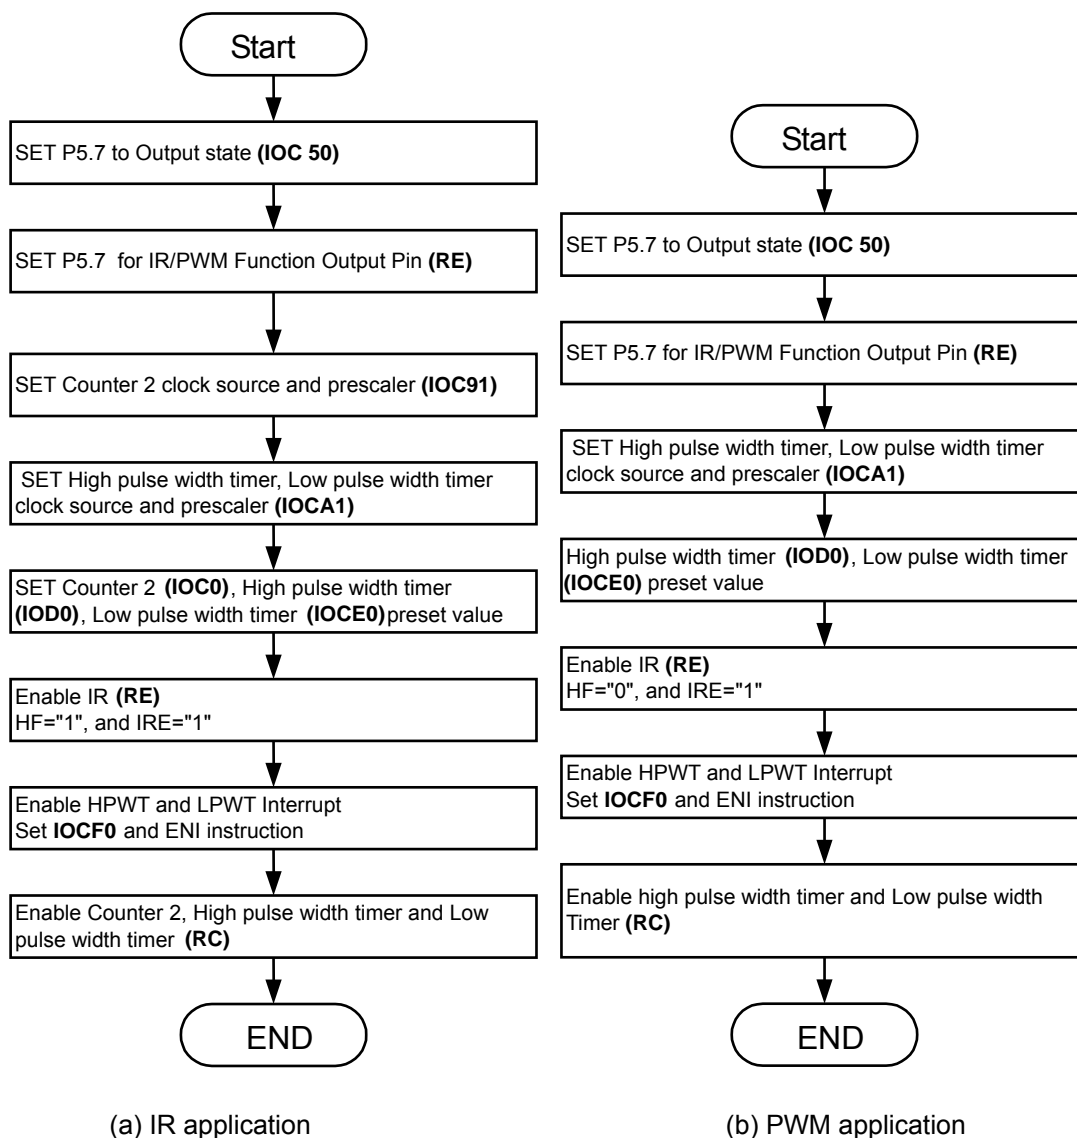 Start
SET P5.7 to Output state (IOC 50)
SET P5.7 for IR/PWM Function Output Pin (RE)
SET Counter 2 clock source and prescaler (IOC91)
SET High pulse width timer, Low pulse width timer
clock source and prescaler (IOCA1)
SET Counter 2 (IOC0), High pulse width timer
(IOD0), Low pulse width timer (IOCE0) preset value
Enable IR (RE)
HF="1", and IRE="1"
Enable HPWT and LPWT Interrupt
Set IOCF0 and ENI instruction
Enable Counter 2, High pulse width timer and Low
pulse width timer (RC)
END
(a) IR application
Start
SET P5.7 to Output state (IOC 50)
SET P5.7 for IR/PWM Function Output Pin (RE)
SET High pulse width timer, Low pulse width timer
clock source and prescaler (IOCA1)
High pulse width timer (IOD0), Low pulse width timer
(IOCE0) preset value
Enable IR (RE)
HF="0", and IRE="1"
Enable HPWT and LPWT Interrupt
Set IOCF0 and ENI instruction
Enable high pulse width timer and Low pulse width
Timer (RC)
END
(b) PWM application